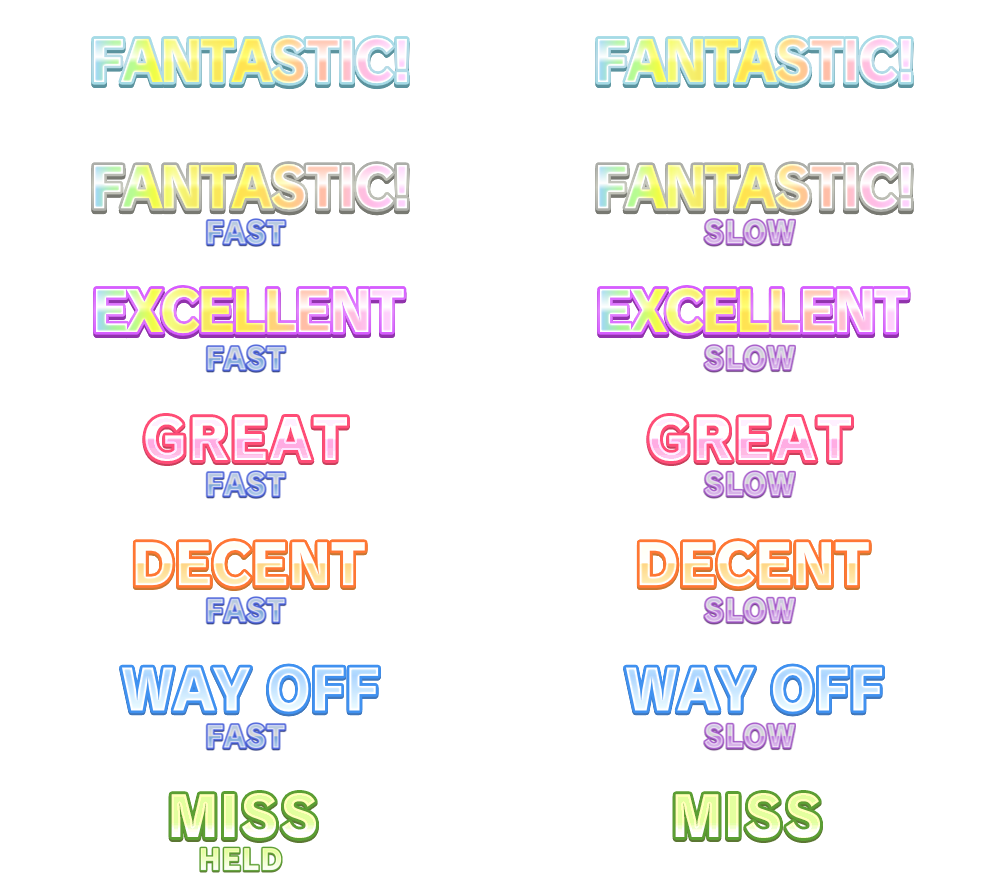 FANTASTIC! FANTASTIC!
FANTASTIC! FANTASTIC!
FAST SLOW
EXCELLENT EXCELLENT
FAST SLOW
GREAT GREAT
FAST SLOW
DECENT DECENT
FAST SLOW
WAY OFF WAY OFF
FAST SLOW
MISS MISS
HELD